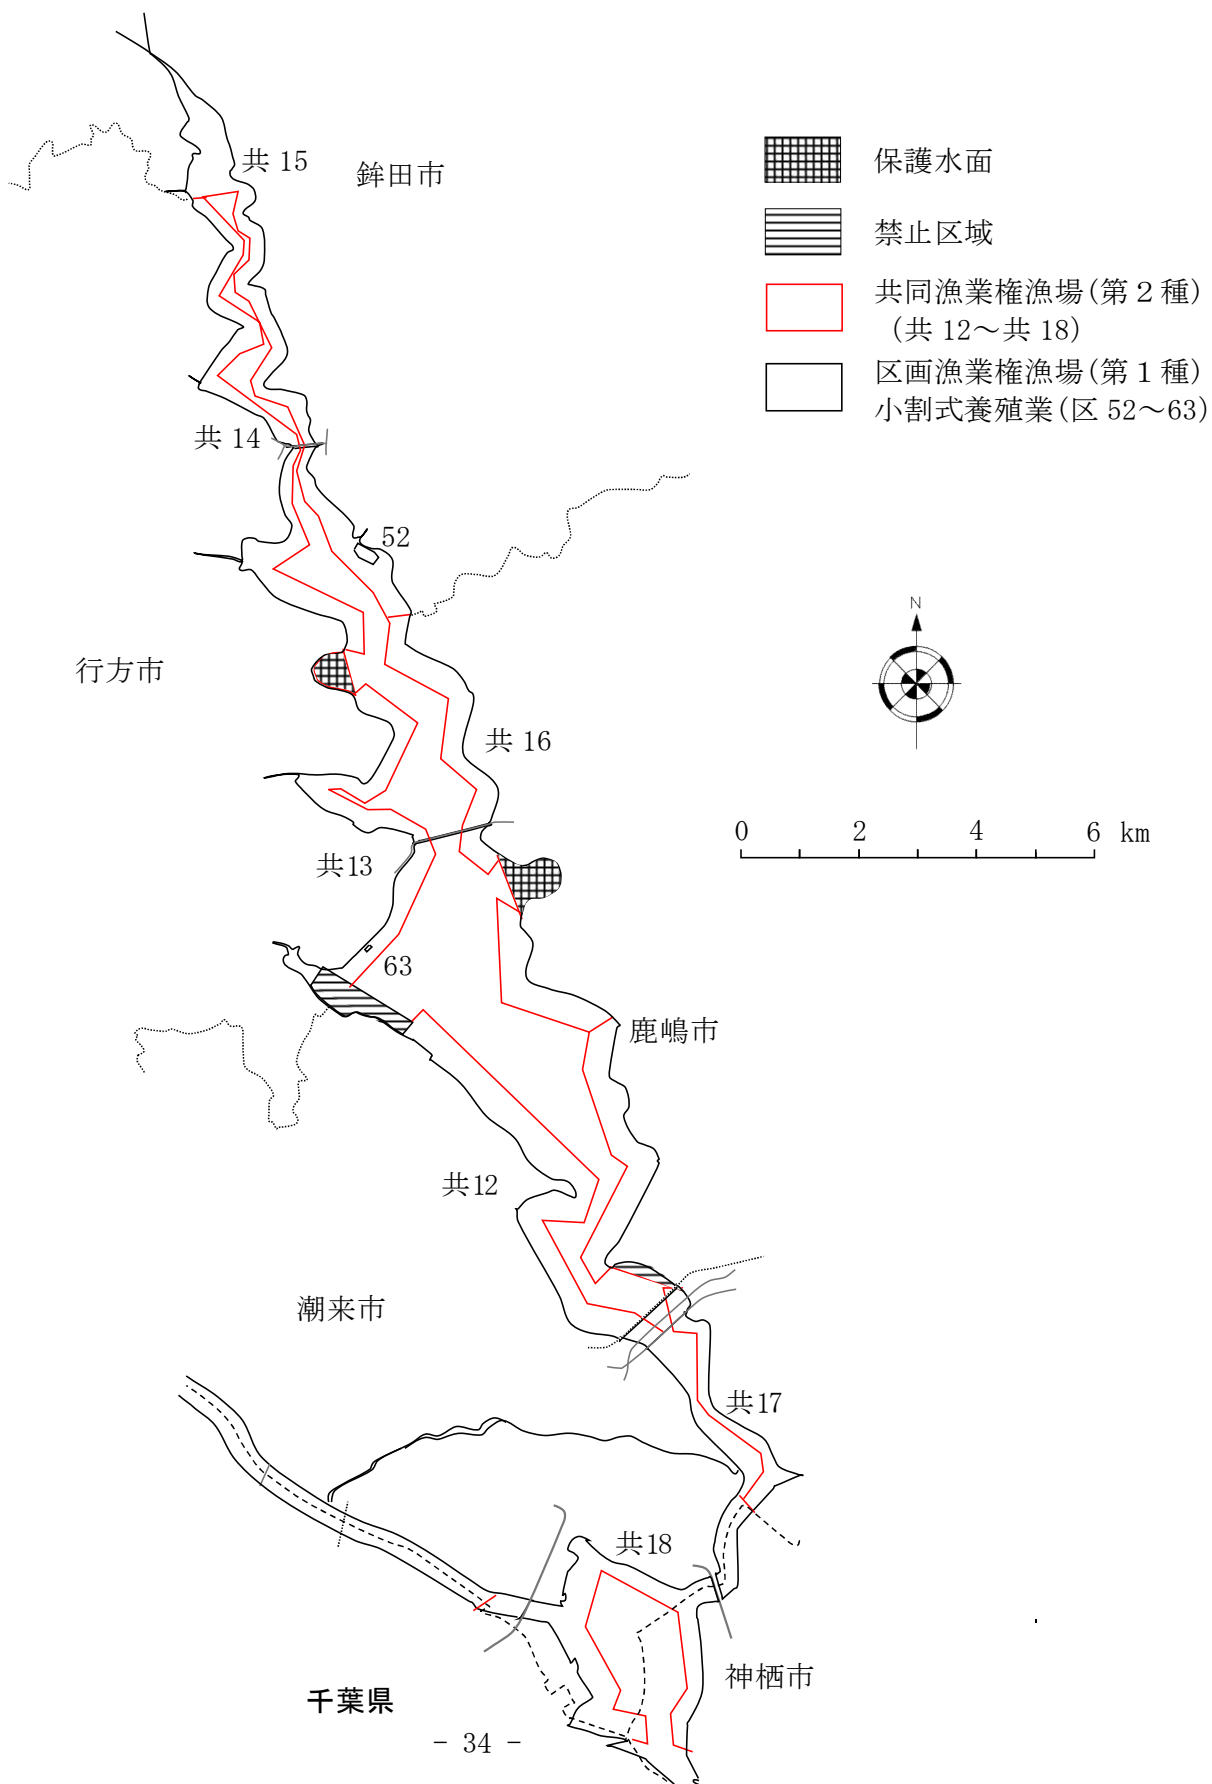 共 15
鉾田市
保護水面
禁止区域
共同漁業権漁場(第２種)
(共 12～共 18)
区画漁業権漁場(第１種)
小割式養殖業(区 52～63)
共 14
52
N
行方市
共 16
0 2 4 6 km
共13
63
鹿嶋市
共12
潮来市
共17
共18
神栖市
千葉県
- 34 -